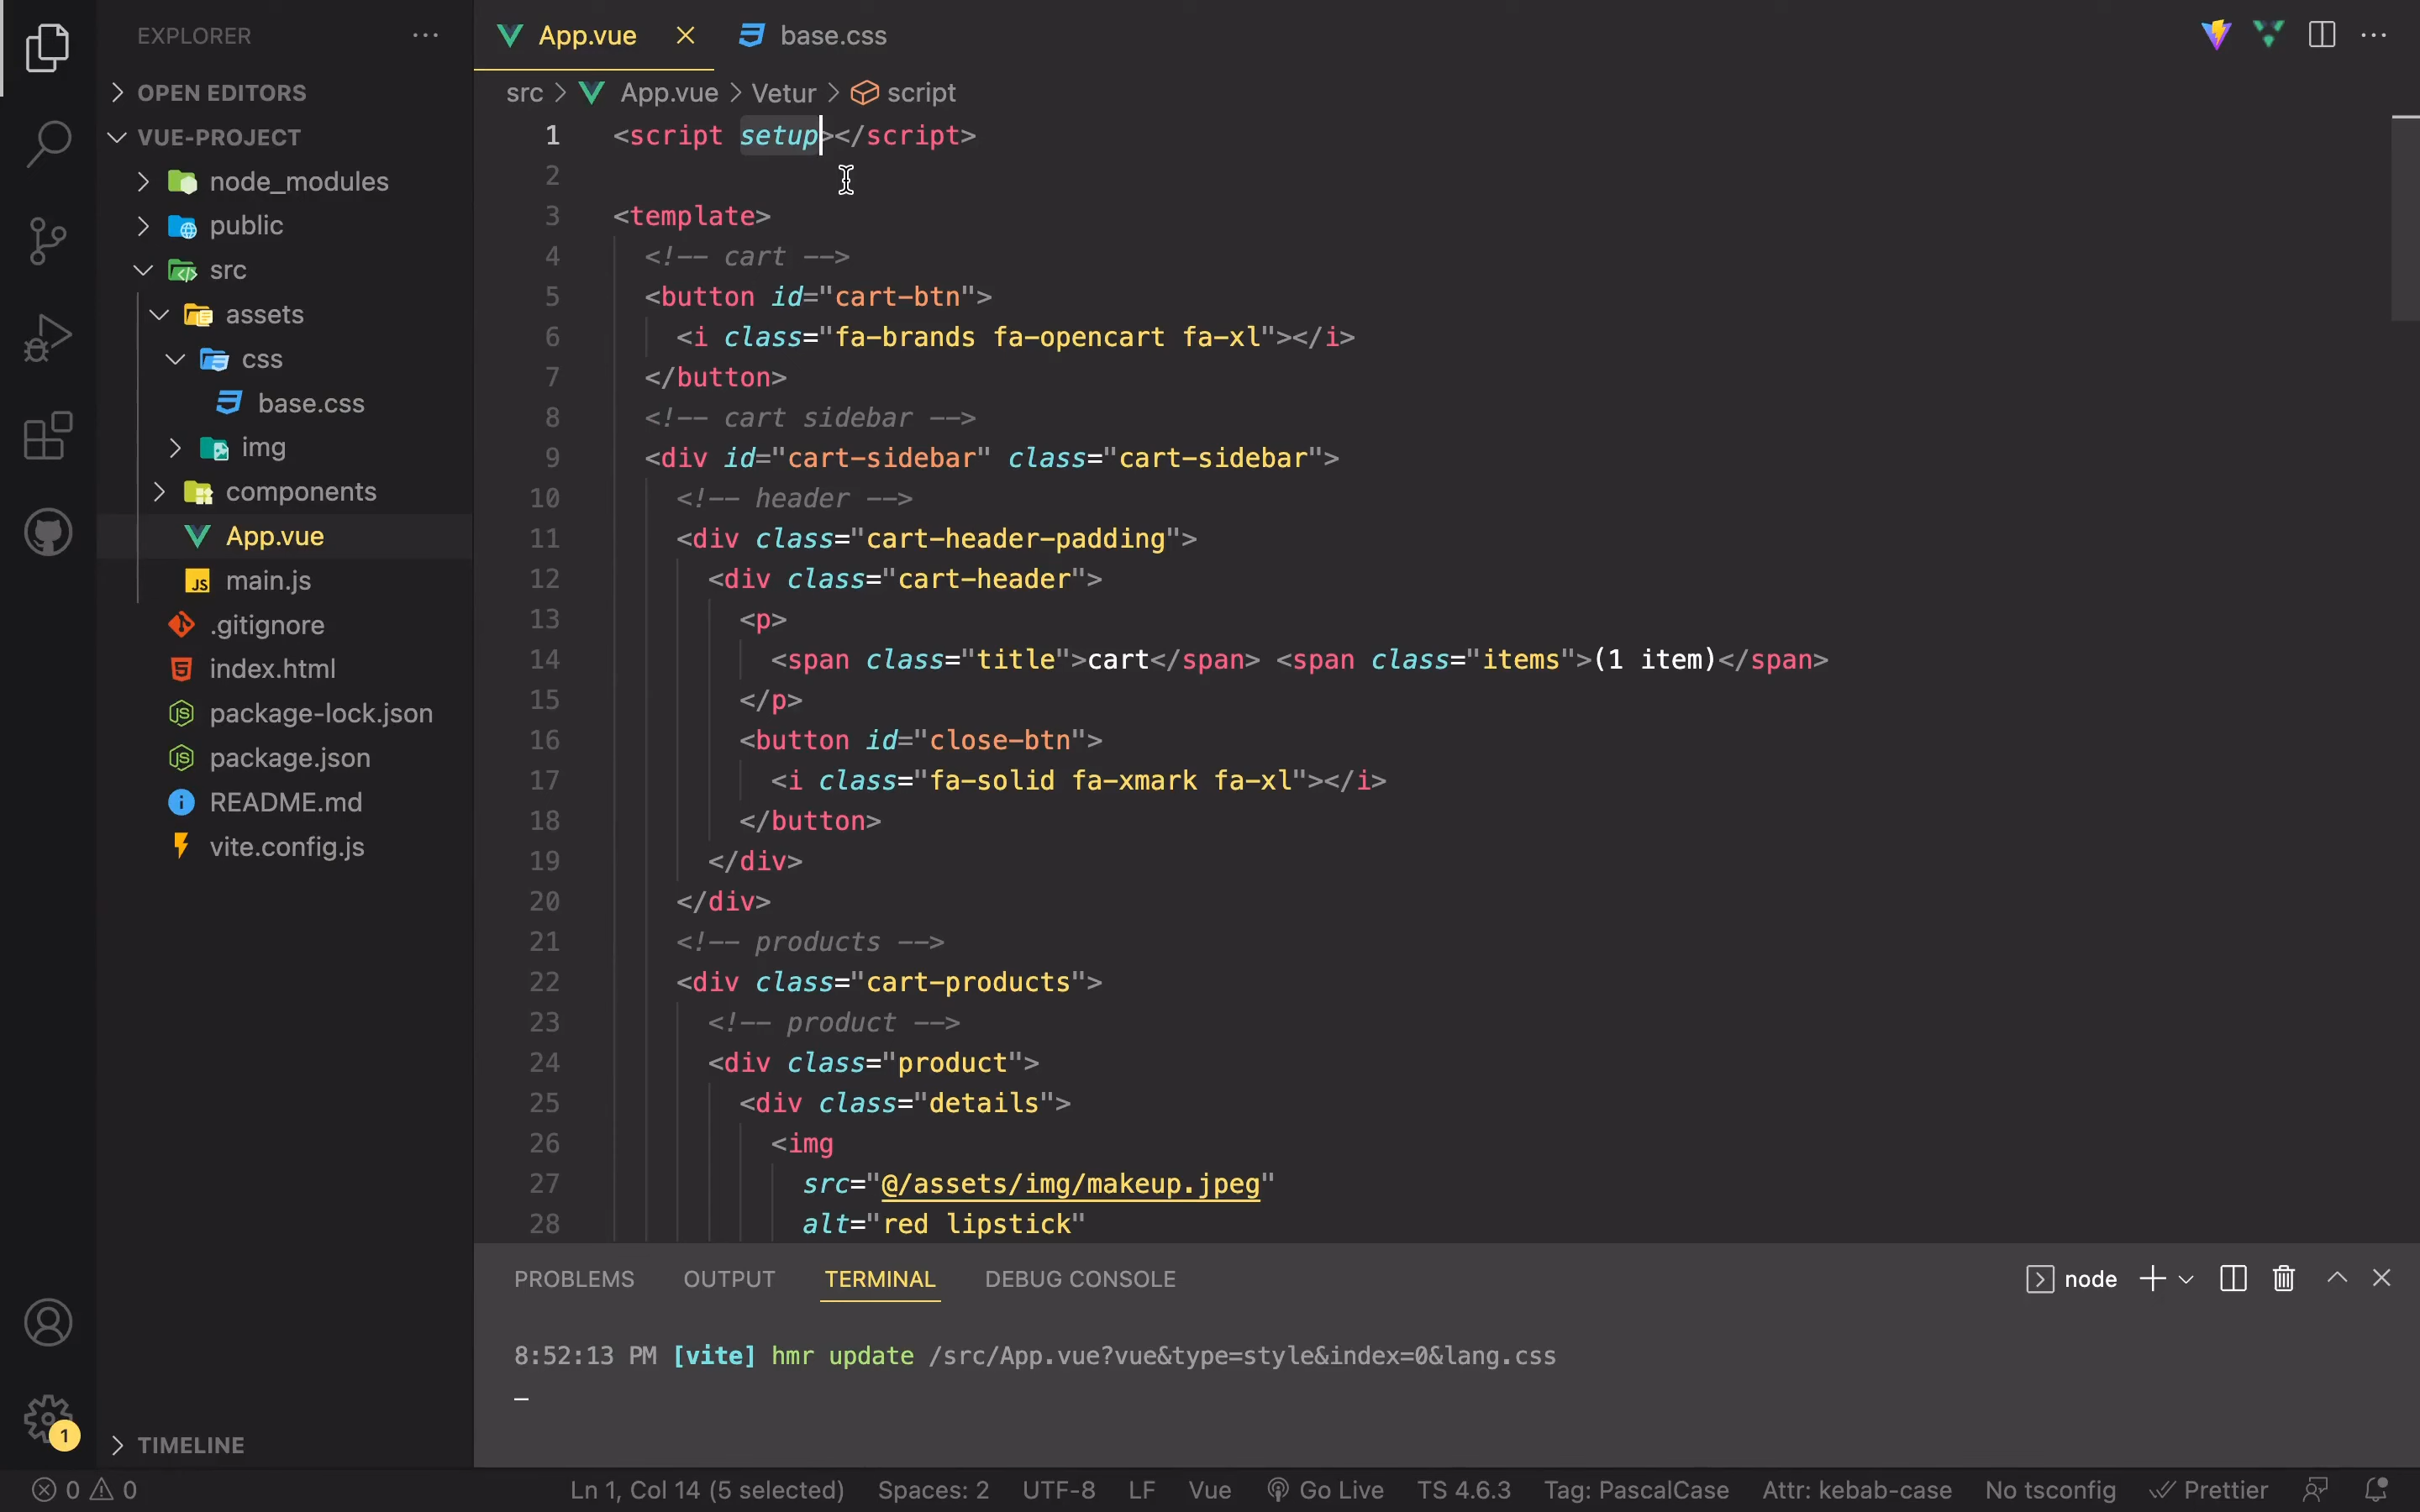 EXPLORER
OPEN EDITORS
VUE-PROJECT
node_modules
public
src
assets
css
base.css
img
components
App.vue
main.js
.gitignore
index.html
package-lock.json
package.json
README.md
vite.config.js
TIMELINE
App.vue
base.css
src > App.vue > Vetur > script
1 <script setup></script>
2
3 <template>
4 <!-- cart -->
5 <button id="cart-btn">
6 <i class="fa-brands fa-opencart fa-xl"></i>
7 </button>
8 <!-- cart sidebar -->
9 <div id="cart-sidebar" class="cart-sidebar">
10 <!-- header -->
11 <div class="cart-header-padding">
12 <div class="cart-header">
13 <p>
14 <span class="title">cart</span> <span class="items">(1 item)</span>
15 </p>
16 <button id="close-btn">
17 <i class="fa-solid fa-xmark fa-xl"></i>
18 </button>
19 </div>
20 </div>
21 <!-- products -->
22 <div class="cart-products">
23 <!-- product -->
24 <div class="product">
25 <div class="details">
26 <img
27 src="@/assets/img/makeup.jpeg"
28 alt="red lipstick"
PROBLEMS OUTPUT TERMINAL DEBUG CONSOLE node
8:52:13 PM [vite] hmr update /src/App.vue?vue&type=style&index=0&lang.css
1
0 0 Ln 1, Col 14 (5 selected) Spaces: 2 UTF-8 LF Vue Go Live TS 4.6.3 Tag: PascalCase Attr: kebab-case No tsconfig Prettier